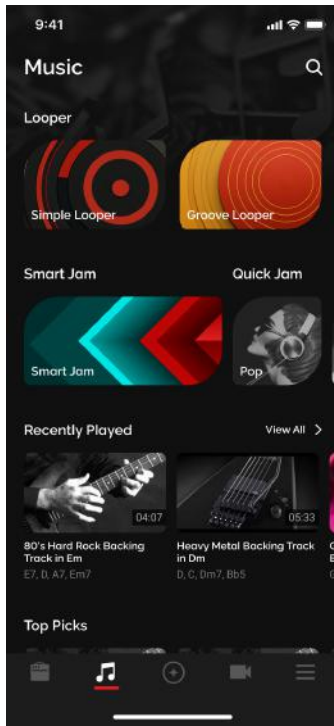 9:41
Music
Looper
Simple Looper
Groove Looper
Smart Jam
Quick Jam
Smart Jam
Pop
Recently Played
View All
04:07
05:33
80's Hard Rock Backing
Track in Em
E7, D, A7, Em7
Heavy Metal Backing Track
in Dm
D, C, Dm7, Bb5
Top Picks